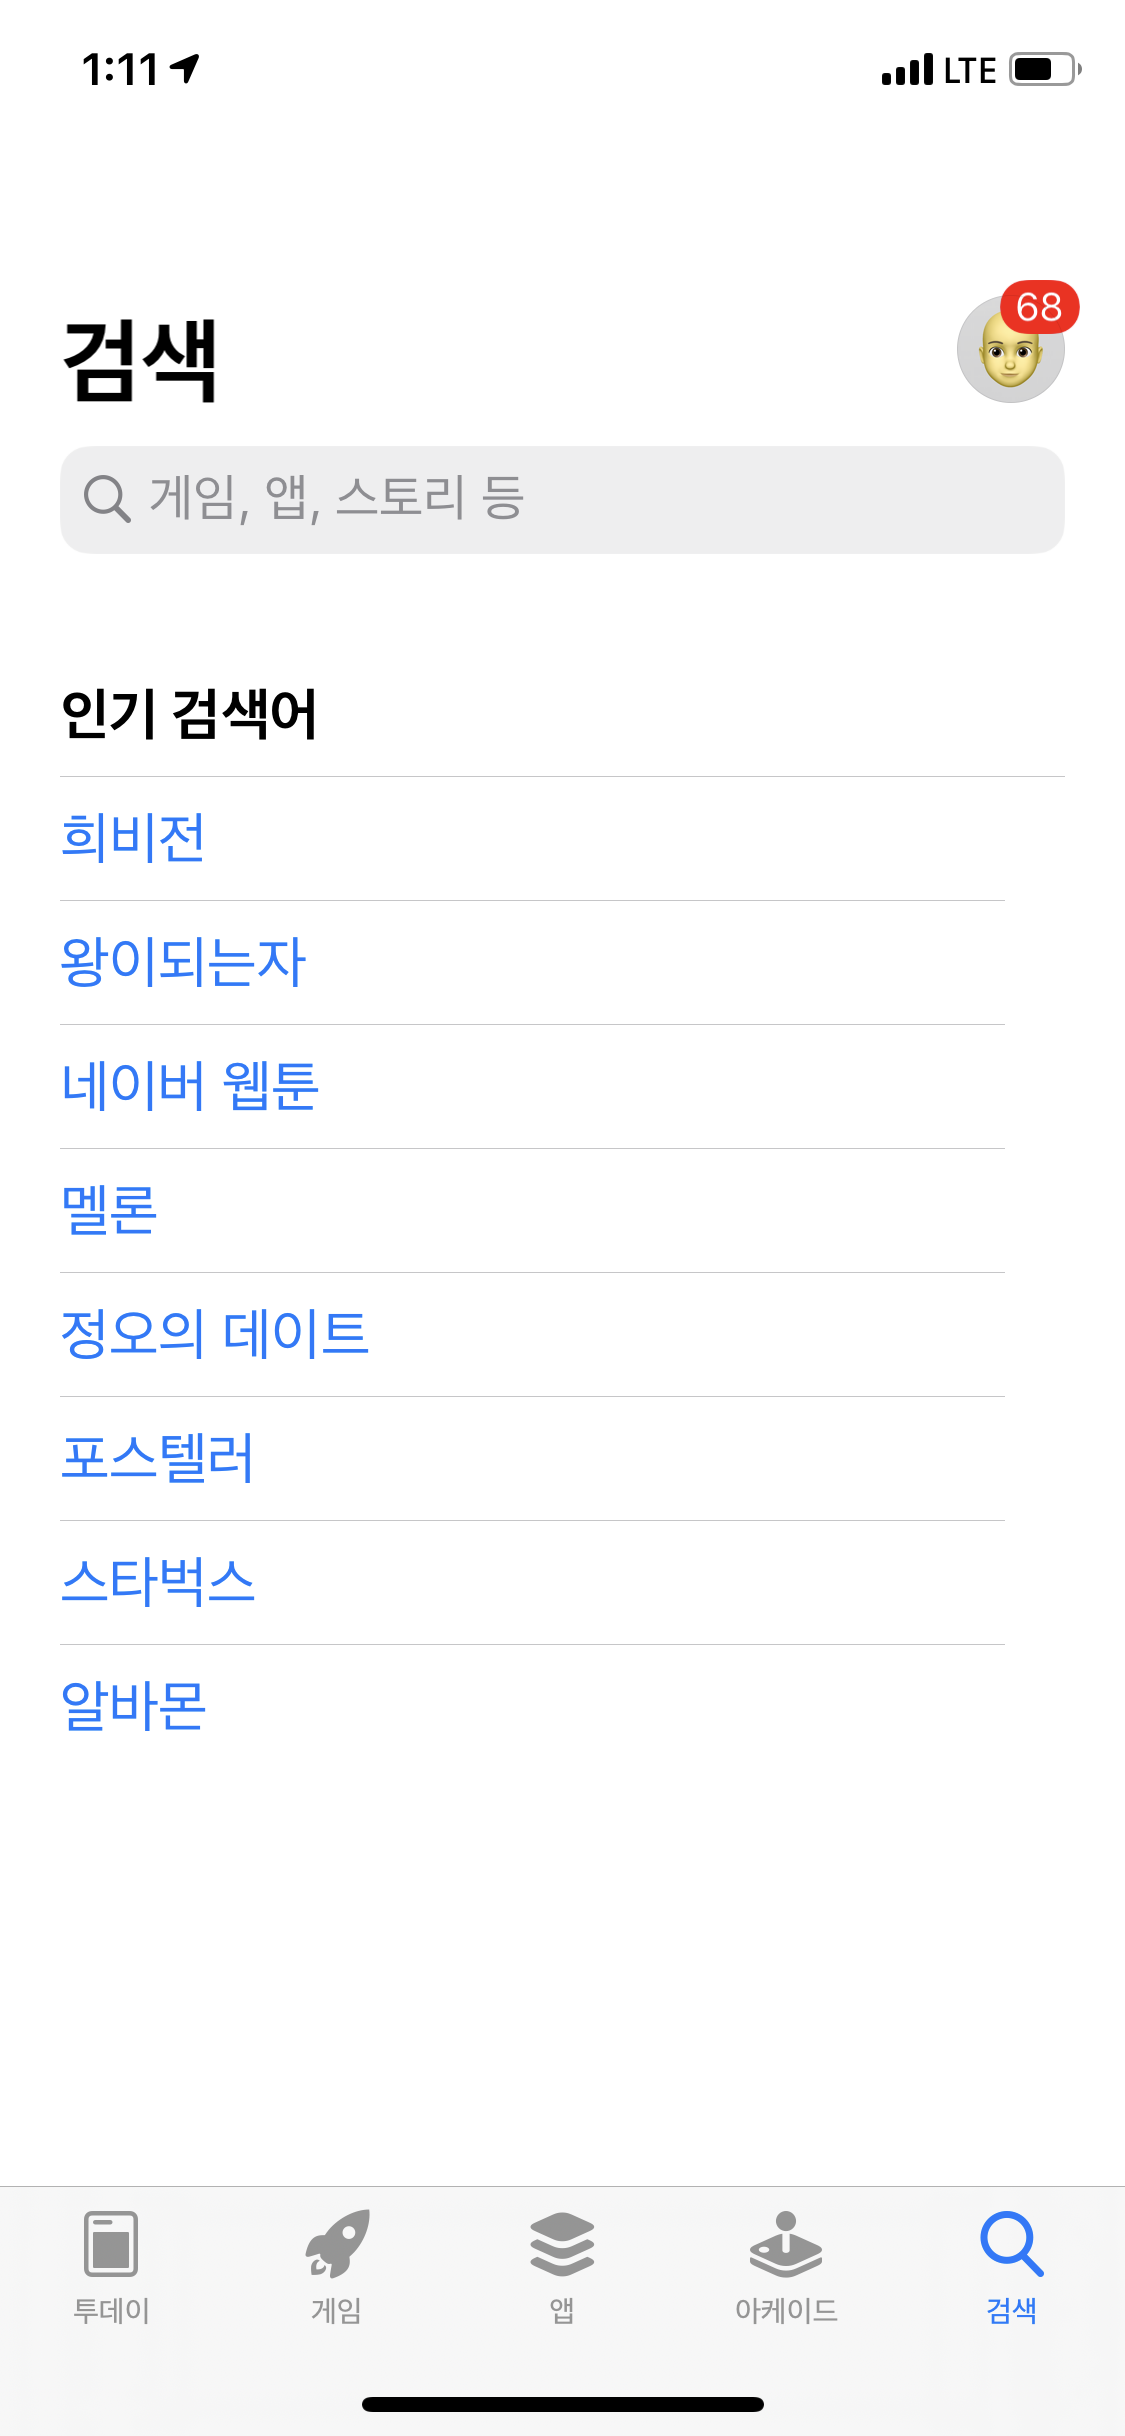 1:11
LTE
68
검색
게임, 앱, 스토리 등
인기 검색어
희비전
왕이되는자
네이버 웹툰
멜론
정오의 데이트
포스텔러
스타벅스
알바몬
투데이
게임
앱
아케이드
검색